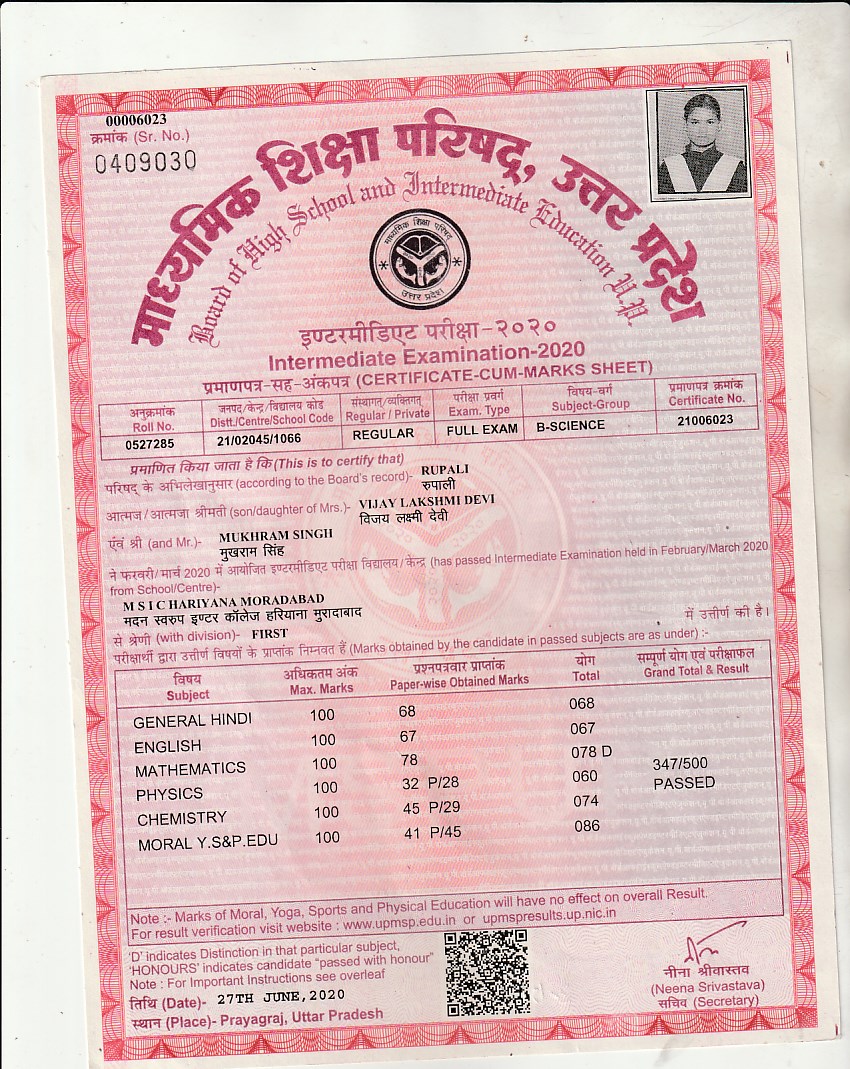 00006023
क्रमांक (Sr. No.)
0409030
माध्यमिक शिक्षा परिषद्, उत्तर प्रदेश
Board of High School and Intermediate Education U.P.
माध्यमिक शिक्षा परिषद
उत्तर प्रदेश
इण्टरमीडिएट परीक्षा-२०२०
Intermediate Examination-2020
प्रमाणपत्र-सह-अंकपत्र (CERTIFICATE-CUM-MARKS SHEET)
अनुक्रमांक जनपद/केन्द्र/विद्यालय कोड संस्थागत/व्यक्तिगत परीक्षा प्रवर्ग विषय-वर्ग प्रमाणपत्र क्रमांक
Roll No. Distt./Centre/School Code Regular / Private Exam. Type Subject-Group Certificate No.
0527285 21/02045/1066 REGULAR FULL EXAM B-SCIENCE 21006023
प्रमाणित किया जाता है कि (This is to certify that)
परिषद् के अभिलेखानुसार (according to the Board's record)- RUPALI
रुपाली
आत्मज/आत्मजा श्रीमती (son/daughter of Mrs.)- VIJAY LAKSHMI DEVI
विजय लक्ष्मी देवी
एंवं श्री (and Mr.)- MUKHRAM SINGH
मुखराम सिंह
ने फरवरी/मार्च 2020 में आयोजित इण्टरमीडिएट परीक्षा विद्यालय/केन्द्र (has passed Intermediate Examination held in February/March 2020
from School/Centre)-
M S I C HARIYANA MORADABAD
मदन स्वरुप इण्टर कॉलेज हरियाना मुरादाबाद में उत्तीर्ण की है।
से श्रेणी (with division)- FIRST
परीक्षार्थी द्वारा उत्तीर्ण विषयों के प्राप्तांक निम्नवत हैं (Marks obtained by the candidate in passed subjects are as under) :-
विषय अधिकतम अंक प्रश्नपत्रवार प्राप्तांक योग सम्पूर्ण योग एवं परीक्षाफल
Subject Max. Marks Paper-wise Obtained Marks Total Grand Total & Result
GENERAL HINDI 100 68 068
ENGLISH 100 67 067
MATHEMATICS 100 78 078 D 347/500
PHYSICS 100 32 P/28 060 PASSED
CHEMISTRY 100 45 P/29 074
MORAL Y.S&P.EDU 100 41 P/45 086
Note :- Marks of Moral, Yoga, Sports and Physical Education will have no effect on overall Result.
For result verification visit website : www.upmsp.edu.in or upmspresults.up.nic.in
'D' indicates Distinction in that particular subject,
'HONOURS' indicates candidate "passed with honour"
Note : For Important Instructions see overleaf
तिथि (Date)- 27TH JUNE, 2020
स्थान (Place)- Prayagraj, Uttar Pradesh
नीना श्रीवास्तव
(Neena Srivastava)
सचिव (Secretary)